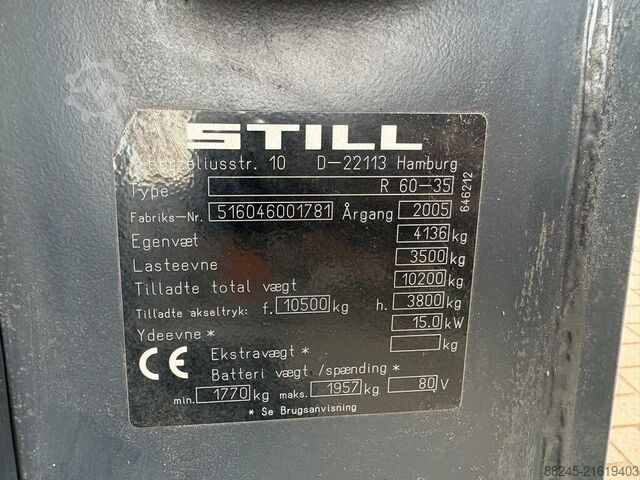 STILL
Berzeliusstr. 10 D-22113 Hamburg
Type R 60-35
Fabriks-Nr. 516046001781 Årgang 2005
Egenvæt 4136 kg
Lasteevne 3500 kg
Tilladte total vægt 10200 kg
Tilladte akseltryk: f. 10500 kg h. 3800 kg
Ydeevne * 15.0 kW
CE Ekstravægt * kg
Batteri vægt /spænding *
min. 1770 kg maks. 1957 kg 80 V
* Se Brugsanvisning
646212
88245-21619403